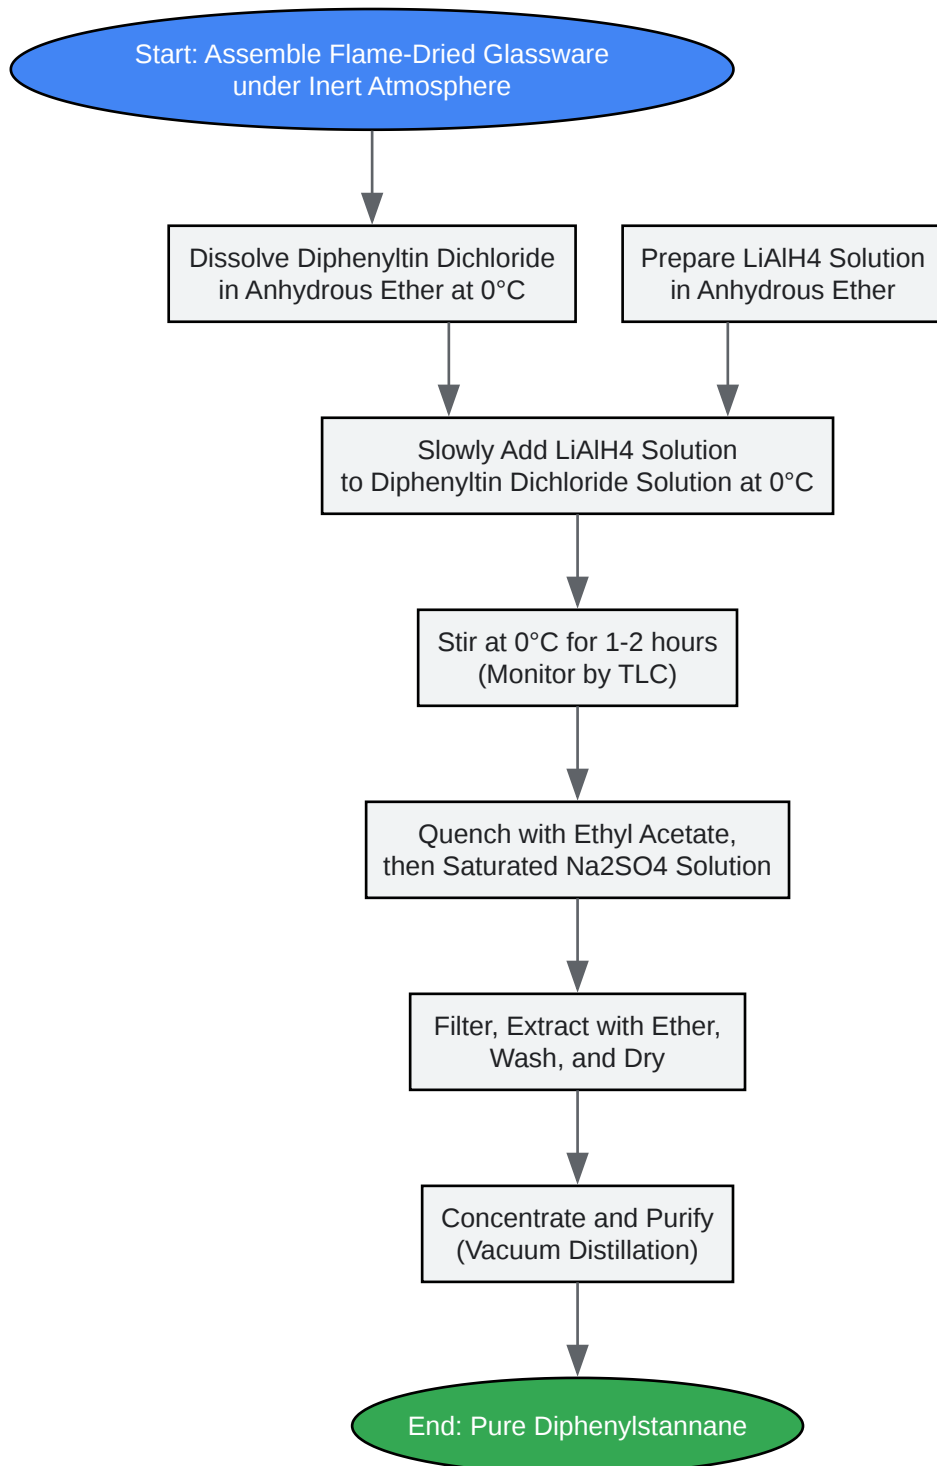 Start: Assemble Flame-Dried Glassware
under Inert Atmosphere
Dissolve Diphenyltin Dichloride
in Anhydrous Ether at 0°C
Prepare LiAlH4 Solution
in Anhydrous Ether
Slowly Add LiAlH4 Solution
to Diphenyltin Dichloride Solution at 0°C
Stir at 0°C for 1-2 hours
(Monitor by TLC)
Quench with Ethyl Acetate,
then Saturated Na2SO4 Solution
Filter, Extract with Ether,
Wash, and Dry
Concentrate and Purify
(Vacuum Distillation)
End: Pure Diphenylstannane